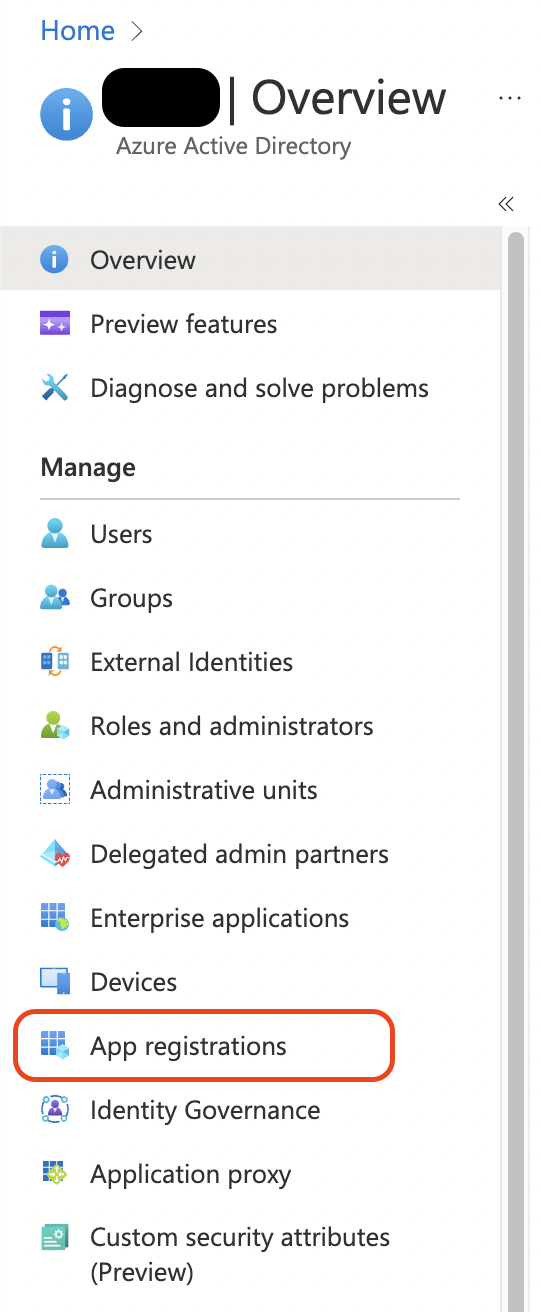 Home >
| Overview
...
Azure Active Directory
«
Overview
Preview features
Diagnose and solve problems
Manage
Users
Groups
External Identities
Roles and administrators
Administrative units
Delegated admin partners
Enterprise applications
Devices
App registrations
Identity Governance
Application proxy
Custom security attributes
(Preview)